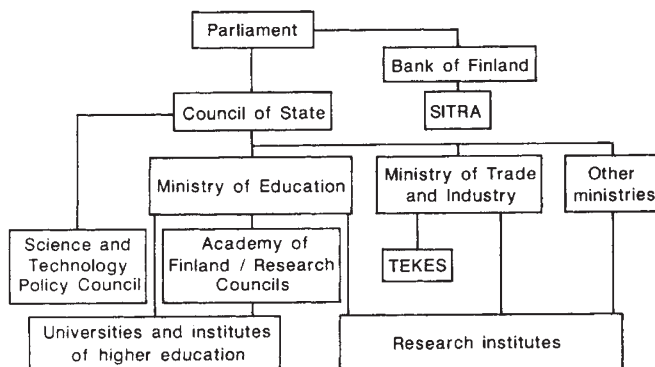 Parliament
Bank of Finland
Council of State
SITRA
Ministry of Education
Ministry of Trade
and Industry
Other
ministries
Science and
Technology
Policy Council
Academy of
Finland / Research
Councils
TEKES
Universities and institutes
of higher education
Research institutes